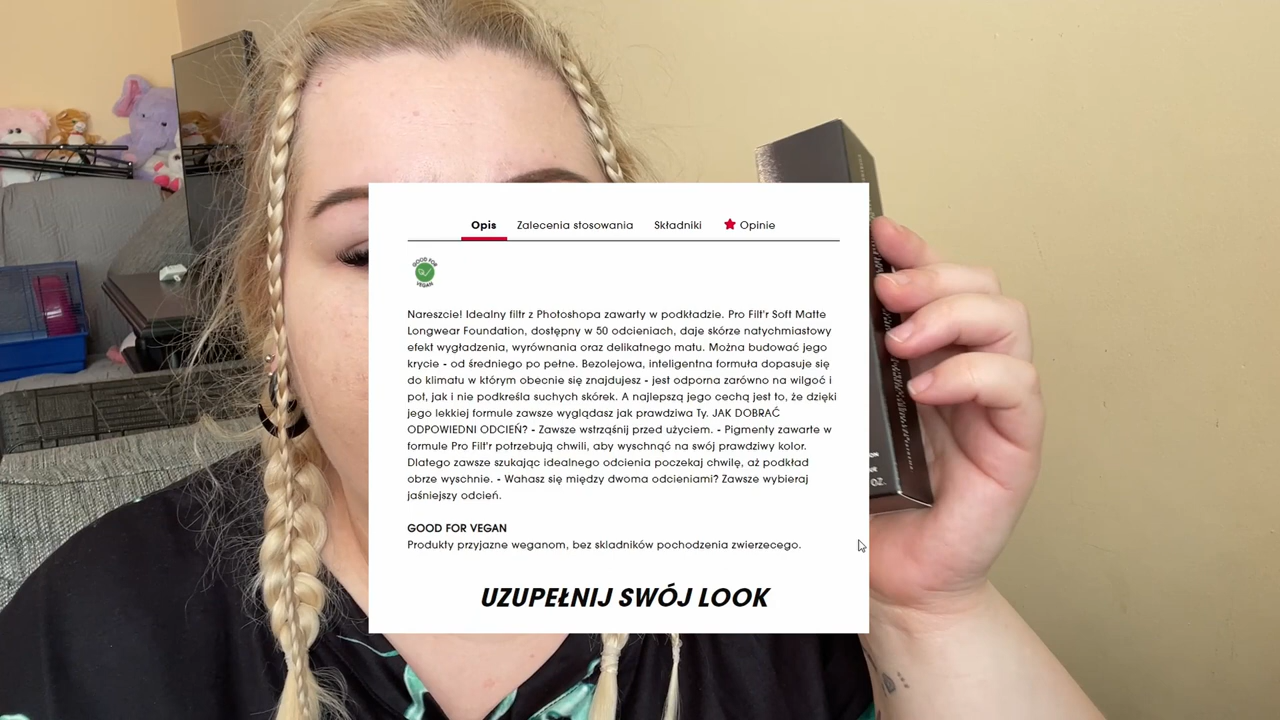 Opis Zalecenia stosowania Składniki Opinie
GOOD FOR
VEGAN
Nareszcie! Idealny filtr z Photoshopa zawarty w podkładzie. Pro Filt'r Soft Matte
Longwear Foundation, dostępny w 50 odcieniach, daje skórze natychmiastowy
efekt wygładzenia, wyrównania oraz delikatnego matu. Można budować jego
krycie - od średniego po pełne. Bezolejowa, inteligentna formuła dopasuje się
do klimatu w którym obecnie się znajdujesz - jest odporna zarówno na wilgoć i
pot, jak i nie podkreśla suchych skórek. A najlepszą jego cechą jest to, że dzięki
jego lekkiej formule zawsze wyglądasz jak prawdziwa Ty. JAK DOBRAĆ
ODPOWIEDNI ODCIEŃ? - Zawsze wstrząśnij przed użyciem. - Pigmenty zawarte w
formule Pro Filt'r potrzebują chwili, aby wyschnąć na swój prawdziwy kolor.
Dlatego zawsze szukając idealnego odcienia poczekaj chwilę, aż podkład
obrze wyschnie. - Wahasz się między dwoma odcieniami? Zawsze wybieraj
jaśniejszy odcień.
GOOD FOR VEGAN
Produkty przyjazne weganom, bez skladników pochodzenia zwierzecego.
UZUPEŁNIJ SWÓJ LOOK